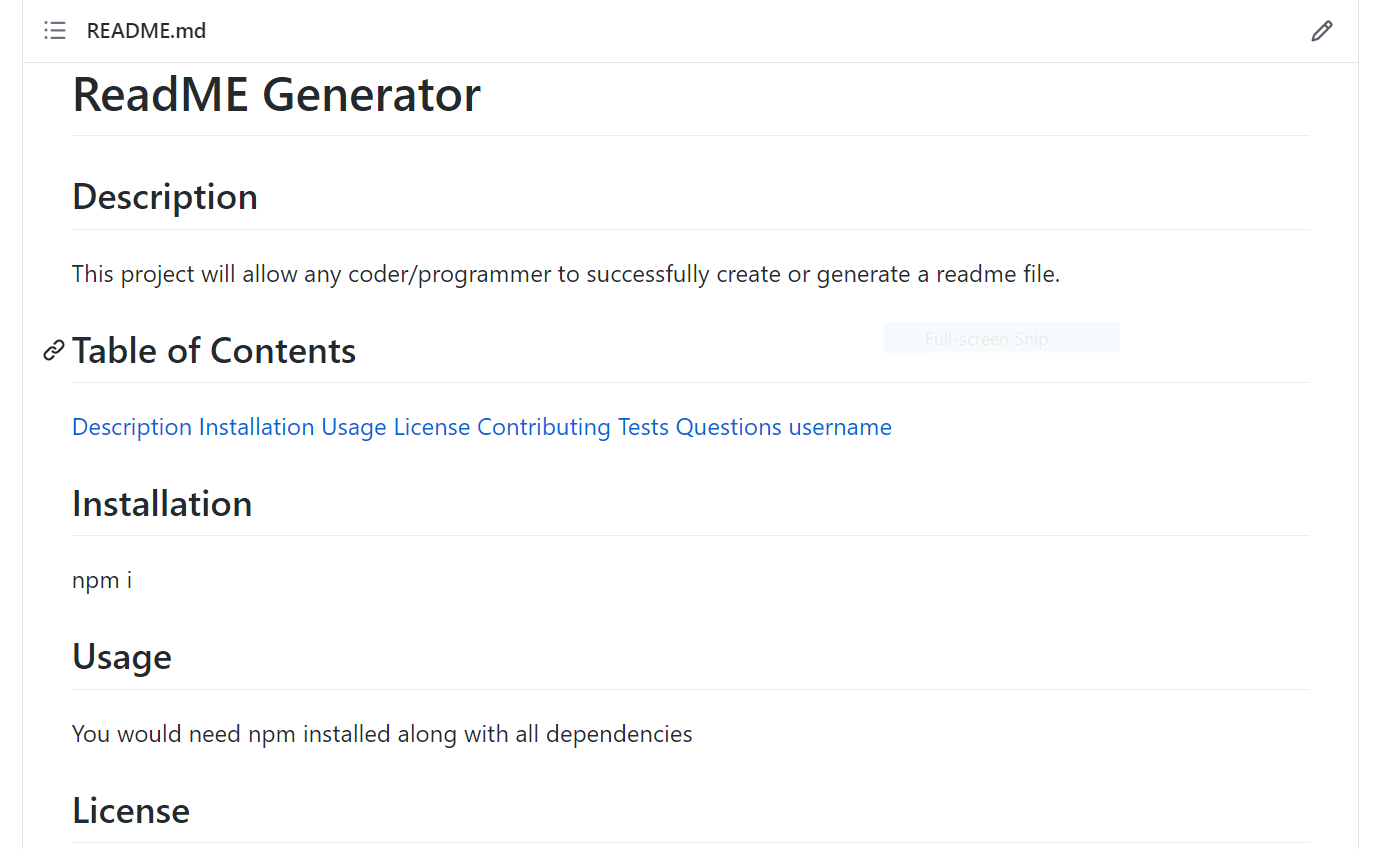 README.md
ReadME Generator
Description
This project will allow any coder/programmer to successfully create or generate a readme file.
Full-screen Snip
Table of Contents
Description Installation Usage License Contributing Tests Questions username
Installation
npm i
Usage
You would need npm installed along with all dependencies
License